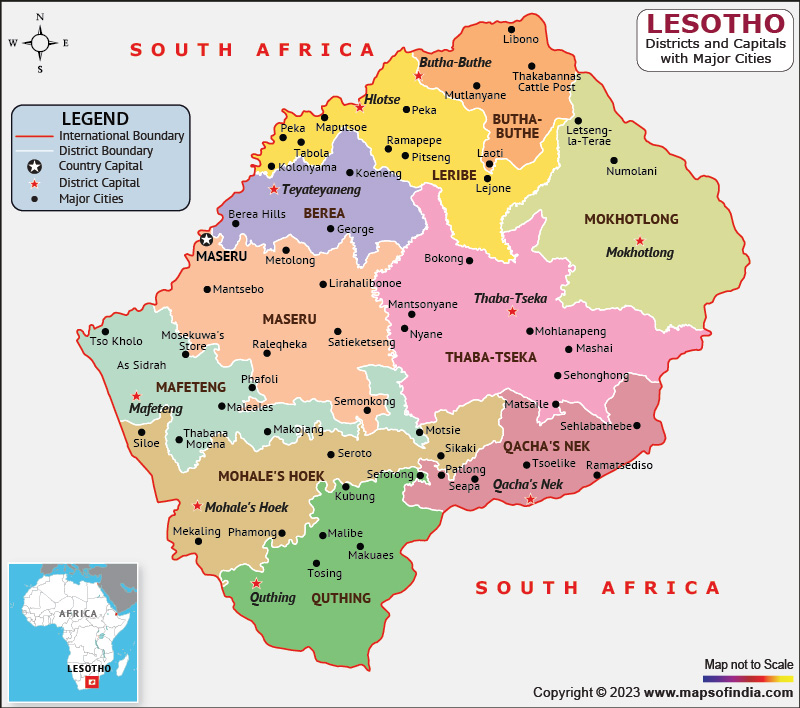 LESOTHO
Districts and Capitals
with Major Cities
N
W
E
S
SOUTH AFRICA
LEGEND
International Boundary
District Boundary
Country Capital
District Capital
Major Cities
Libono
Butha-Buthe
Thakabannas
Cattle Post
Mutlanyane
BUTHA-
BUTHE
Hlotse
Peka
Maputsoe
Peka
Tabola
Ramapepe
Pitseng
Laoti
Lejone
LERIBE
Kolonyama
Koeneng
Teyateyaneng
BEREA
Berea Hills
George
Letseng-
la-Terae
Numolani
MOKHOTLONG
Mokhotlong
MASERU
Metolong
Bokong
Mantsebo
Lirahalibonoe
MASERU
Mantsonyane
Nyane
Thaba-Tseka
Mohlanapeng
Mashai
THABA-TSEKA
Sehonghong
Tso Kholo
Mosekuwa's
Store
Raleqheka
Satieketseng
As Sidrah
Phafoli
MAFETENG
Mafeteng
Maleales
Semonkong
Matsaile
Sehlabathebe
Siloe
Thabana
Morena
Makojang
Motsie
Sikaki
QACHA'S NEK
Seroto
MOHALE'S HOEK
Seforong
Patlong
Seapa
Tsoelike
Ramatsediso
Qacha's Nek
Kubung
Mohale's Hoek
Mekaling
Phamong
Malibe
Makuaes
Tosing
Quthing
QUTHING
SOUTH AFRICA
AFRICA
LESOTHO
Map not to Scale
Copyright © 2023 www.mapsofindia.com